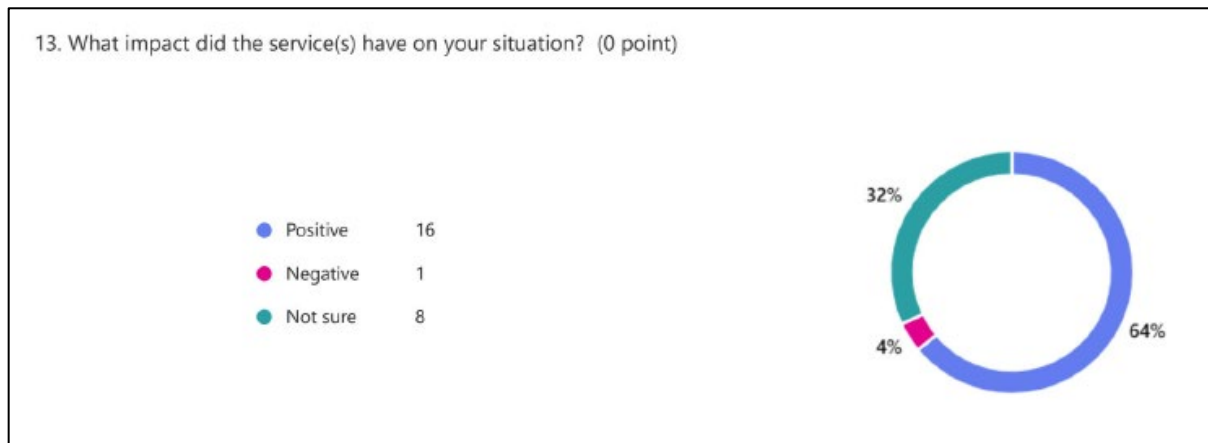 13. What impact did the service(s) have on your situation? (0 point)
Positive 16
Negative 1
Not sure 8
32%
64%
4%